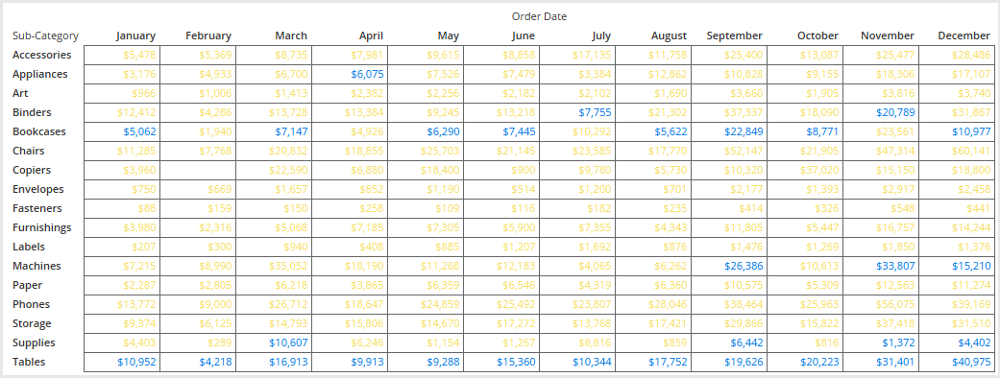 Order Date
Sub-Category January February March April May June July August September October November December
Accessories $5,478 $5,369 $8,735 $7,981 $9,615 $8,858 $17,135 $11,758 $25,400 $13,087 $25,477 $28,486
Appliances $3,176 $4,933 $6,700 $6,075 $7,526 $7,479 $3,384 $12,862 $10,828 $9,155 $18,306 $17,107
Art $966 $1,006 $1,413 $2,382 $2,256 $2,182 $2,102 $1,690 $3,660 $1,905 $3,816 $3,740
Binders $12,412 $4,286 $13,728 $13,384 $9,245 $13,218 $7,755 $21,302 $37,337 $18,090 $20,789 $31,867
Bookcases $5,062 $1,940 $7,147 $4,926 $6,290 $7,445 $10,292 $5,622 $22,849 $8,771 $23,561 $10,977
Chairs $11,285 $7,768 $20,832 $18,855 $25,703 $21,145 $23,585 $17,770 $52,147 $21,905 $47,314 $60,141
Copiers $3,960 $22,590 $6,880 $18,400 $900 $9,780 $5,730 $10,320 $37,020 $15,150 $18,800
Envelopes $750 $669 $1,657 $852 $1,190 $514 $1,200 $701 $2,177 $1,393 $2,917 $2,458
Fasteners $88 $159 $150 $258 $109 $116 $182 $235 $414 $326 $548 $441
Furnishings $3,980 $2,316 $5,068 $7,185 $7,305 $5,900 $7,355 $4,343 $11,805 $5,447 $16,757 $14,244
Labels $207 $300 $940 $408 $885 $1,207 $1,692 $876 $1,476 $1,269 $1,850 $1,376
Machines $7,215 $8,990 $35,052 $18,190 $11,268 $12,183 $4,065 $6,262 $26,386 $10,613 $33,807 $15,210
Paper $2,287 $2,805 $6,218 $3,865 $6,359 $6,546 $4,319 $6,360 $10,575 $5,309 $12,563 $11,274
Phones $13,772 $9,000 $26,712 $18,647 $24,859 $25,492 $23,807 $28,046 $38,464 $25,963 $56,075 $39,169
Storage $9,374 $6,125 $14,793 $15,806 $14,670 $17,272 $13,768 $17,421 $29,866 $15,822 $37,418 $31,510
Supplies $4,403 $289 $10,607 $6,246 $1,154 $1,267 $8,816 $859 $6,442 $816 $1,372 $4,402
Tables $10,952 $4,218 $16,913 $9,913 $9,288 $15,360 $10,344 $17,752 $19,626 $20,223 $31,401 $40,975